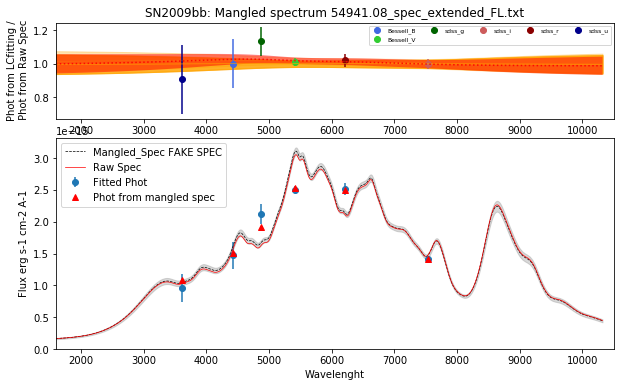 SN2009bb: Mangled spectrum 54941.08_spec_extended_FL.txt
Phot from LCfitting /
Phot from Raw Spec
1.2
1.0
0.8
Bessell_B
Bessell_V
sdss_g
sdss_i
sdss_r
sdss_u
2000 3000 4000 5000 6000 7000 8000 9000 10000
Flux erg s-1 cm-2 A-1
3.0
2.5
2.0
1.5
1.0
0.5
0.0
Mangled_Spec FAKE SPEC
Raw Spec
Fitted Phot
Phot from mangled spec
2000 3000 4000 5000 6000 7000 8000 9000 10000
Wavelenght